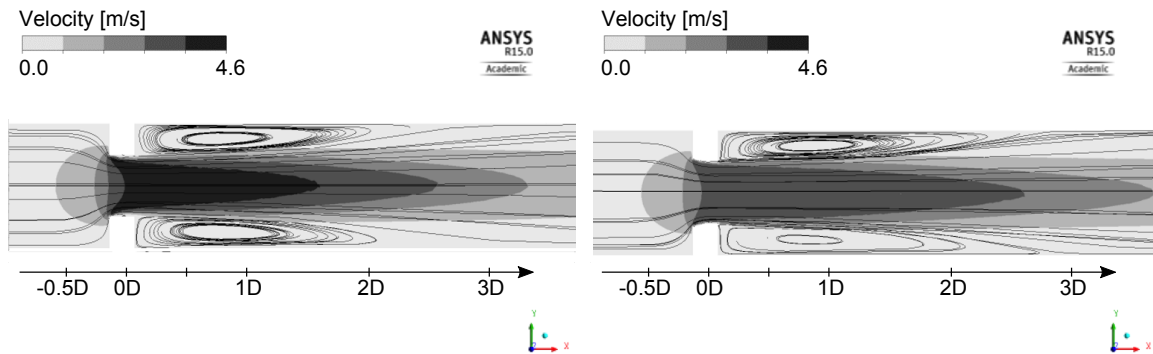 Velocity [m/s]
0.0 4.6
ANSYS
R15.0
Academic
-0.5D 0D 1D 2D 3D
Y
X
Velocity [m/s]
0.0 4.6
ANSYS
R15.0
Academic
-0.5D 0D 1D 2D 3D
Y
X